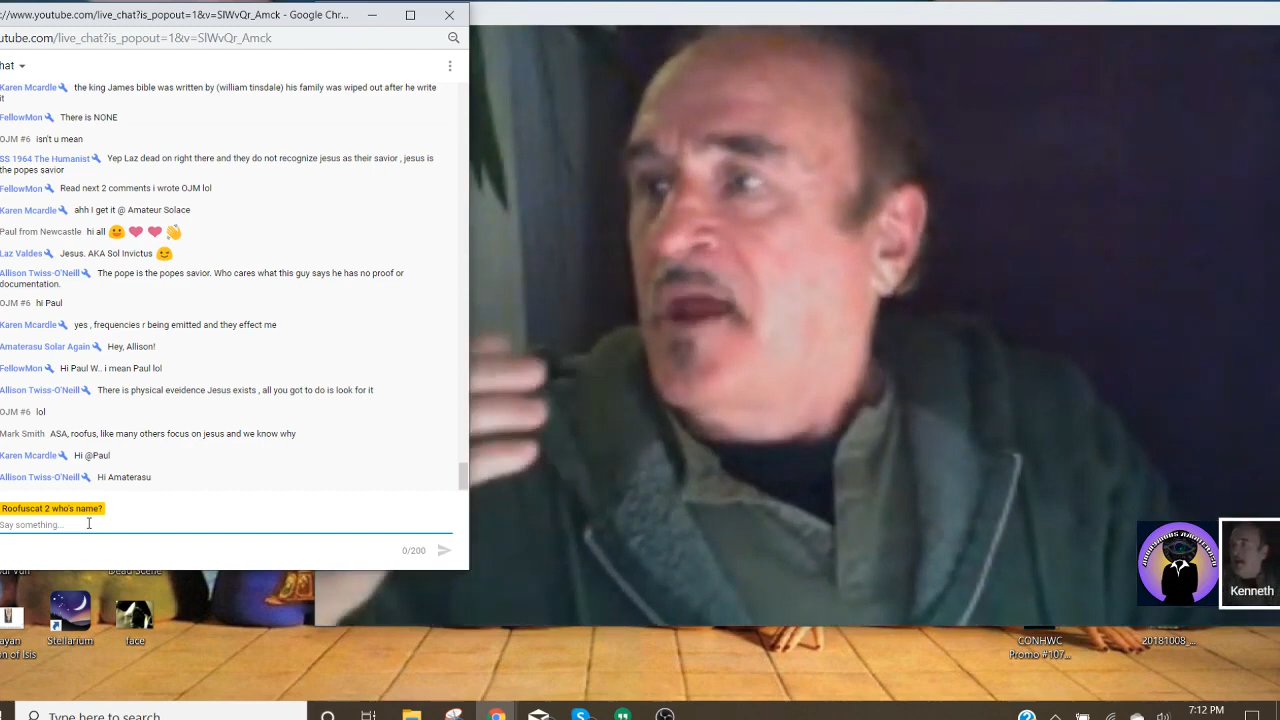 ://www.youtube.com/live_chat?is_popout=1&v=SlWvQr_Amck - Google Chr...
utube.com/live_chat?is_popout=1&v=SlWvQr_Amck
hat
Karen Mcardle the king James bible was written by (william tinsdale) his family was wiped out after he write
it
FellowMon There is NONE
OJM #6 isn't u mean
SS 1964 The Humanist Yep Laz dead on right there and they do not recognize jesus as their savior , jesus is
the popes savior
FellowMon Read next 2 comments i wrote OJM lol
Karen Mcardle ahh I get it @ Amateur Solace
Paul from Newcastle hi all
Laz Valdes Jesus. AKA Sol Invictus
Allison Twiss-O'Neill The pope is the popes savior. Who cares what this guy says he has no proof or
documentation.
OJM #6 hi Paul
Karen Mcardle yes , frequencies r being emitted and they effect me
Amaterasu Solar Again Hey, Allison!
FellowMon Hi Paul W.. i mean Paul lol
Allison Twiss-O'Neill There is physical eveidence Jesus exists , all you got to do is look for it
OJM #6 lol
Mark Smith ASA, roofus, like many others focus on jesus and we know why
Karen Mcardle Hi @Paul
Allison Twiss-O'Neill Hi Amaterasu
Roofuscat 2 who's name?
Say something...
0/200
Kenneth
Dead Scene
ayan
on of Isis
Stellarium
face
CONHWC
Promo #107...
20181008_...
Type here to search
7:12 PM